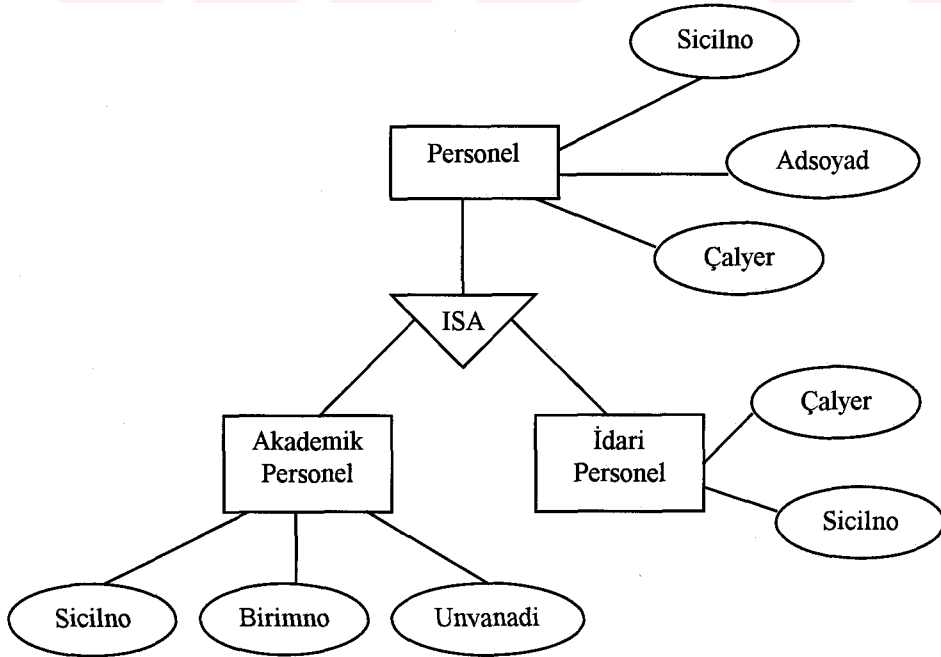 Sicilno
Personel
Adsoyad
Çalyer
ISA
Akademik
Personel
İdari
Personel
Çalyer
Sicilno
Sicilno
Birimno
Unvanadi